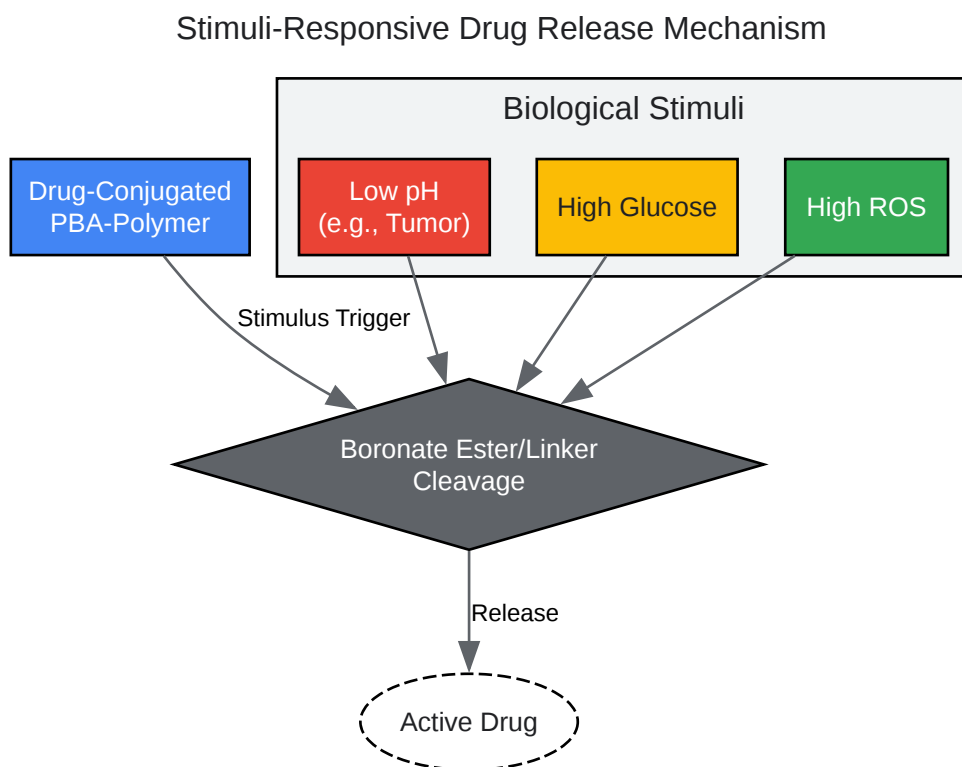 Stimuli-Responsive Drug Release Mechanism
Biological Stimuli
Drug-Conjugated
PBA-Polymer
Low pH
(e.g., Tumor)
High Glucose
High ROS
Stimulus Trigger
Boronate Ester/Linker
Cleavage
Release
Active Drug